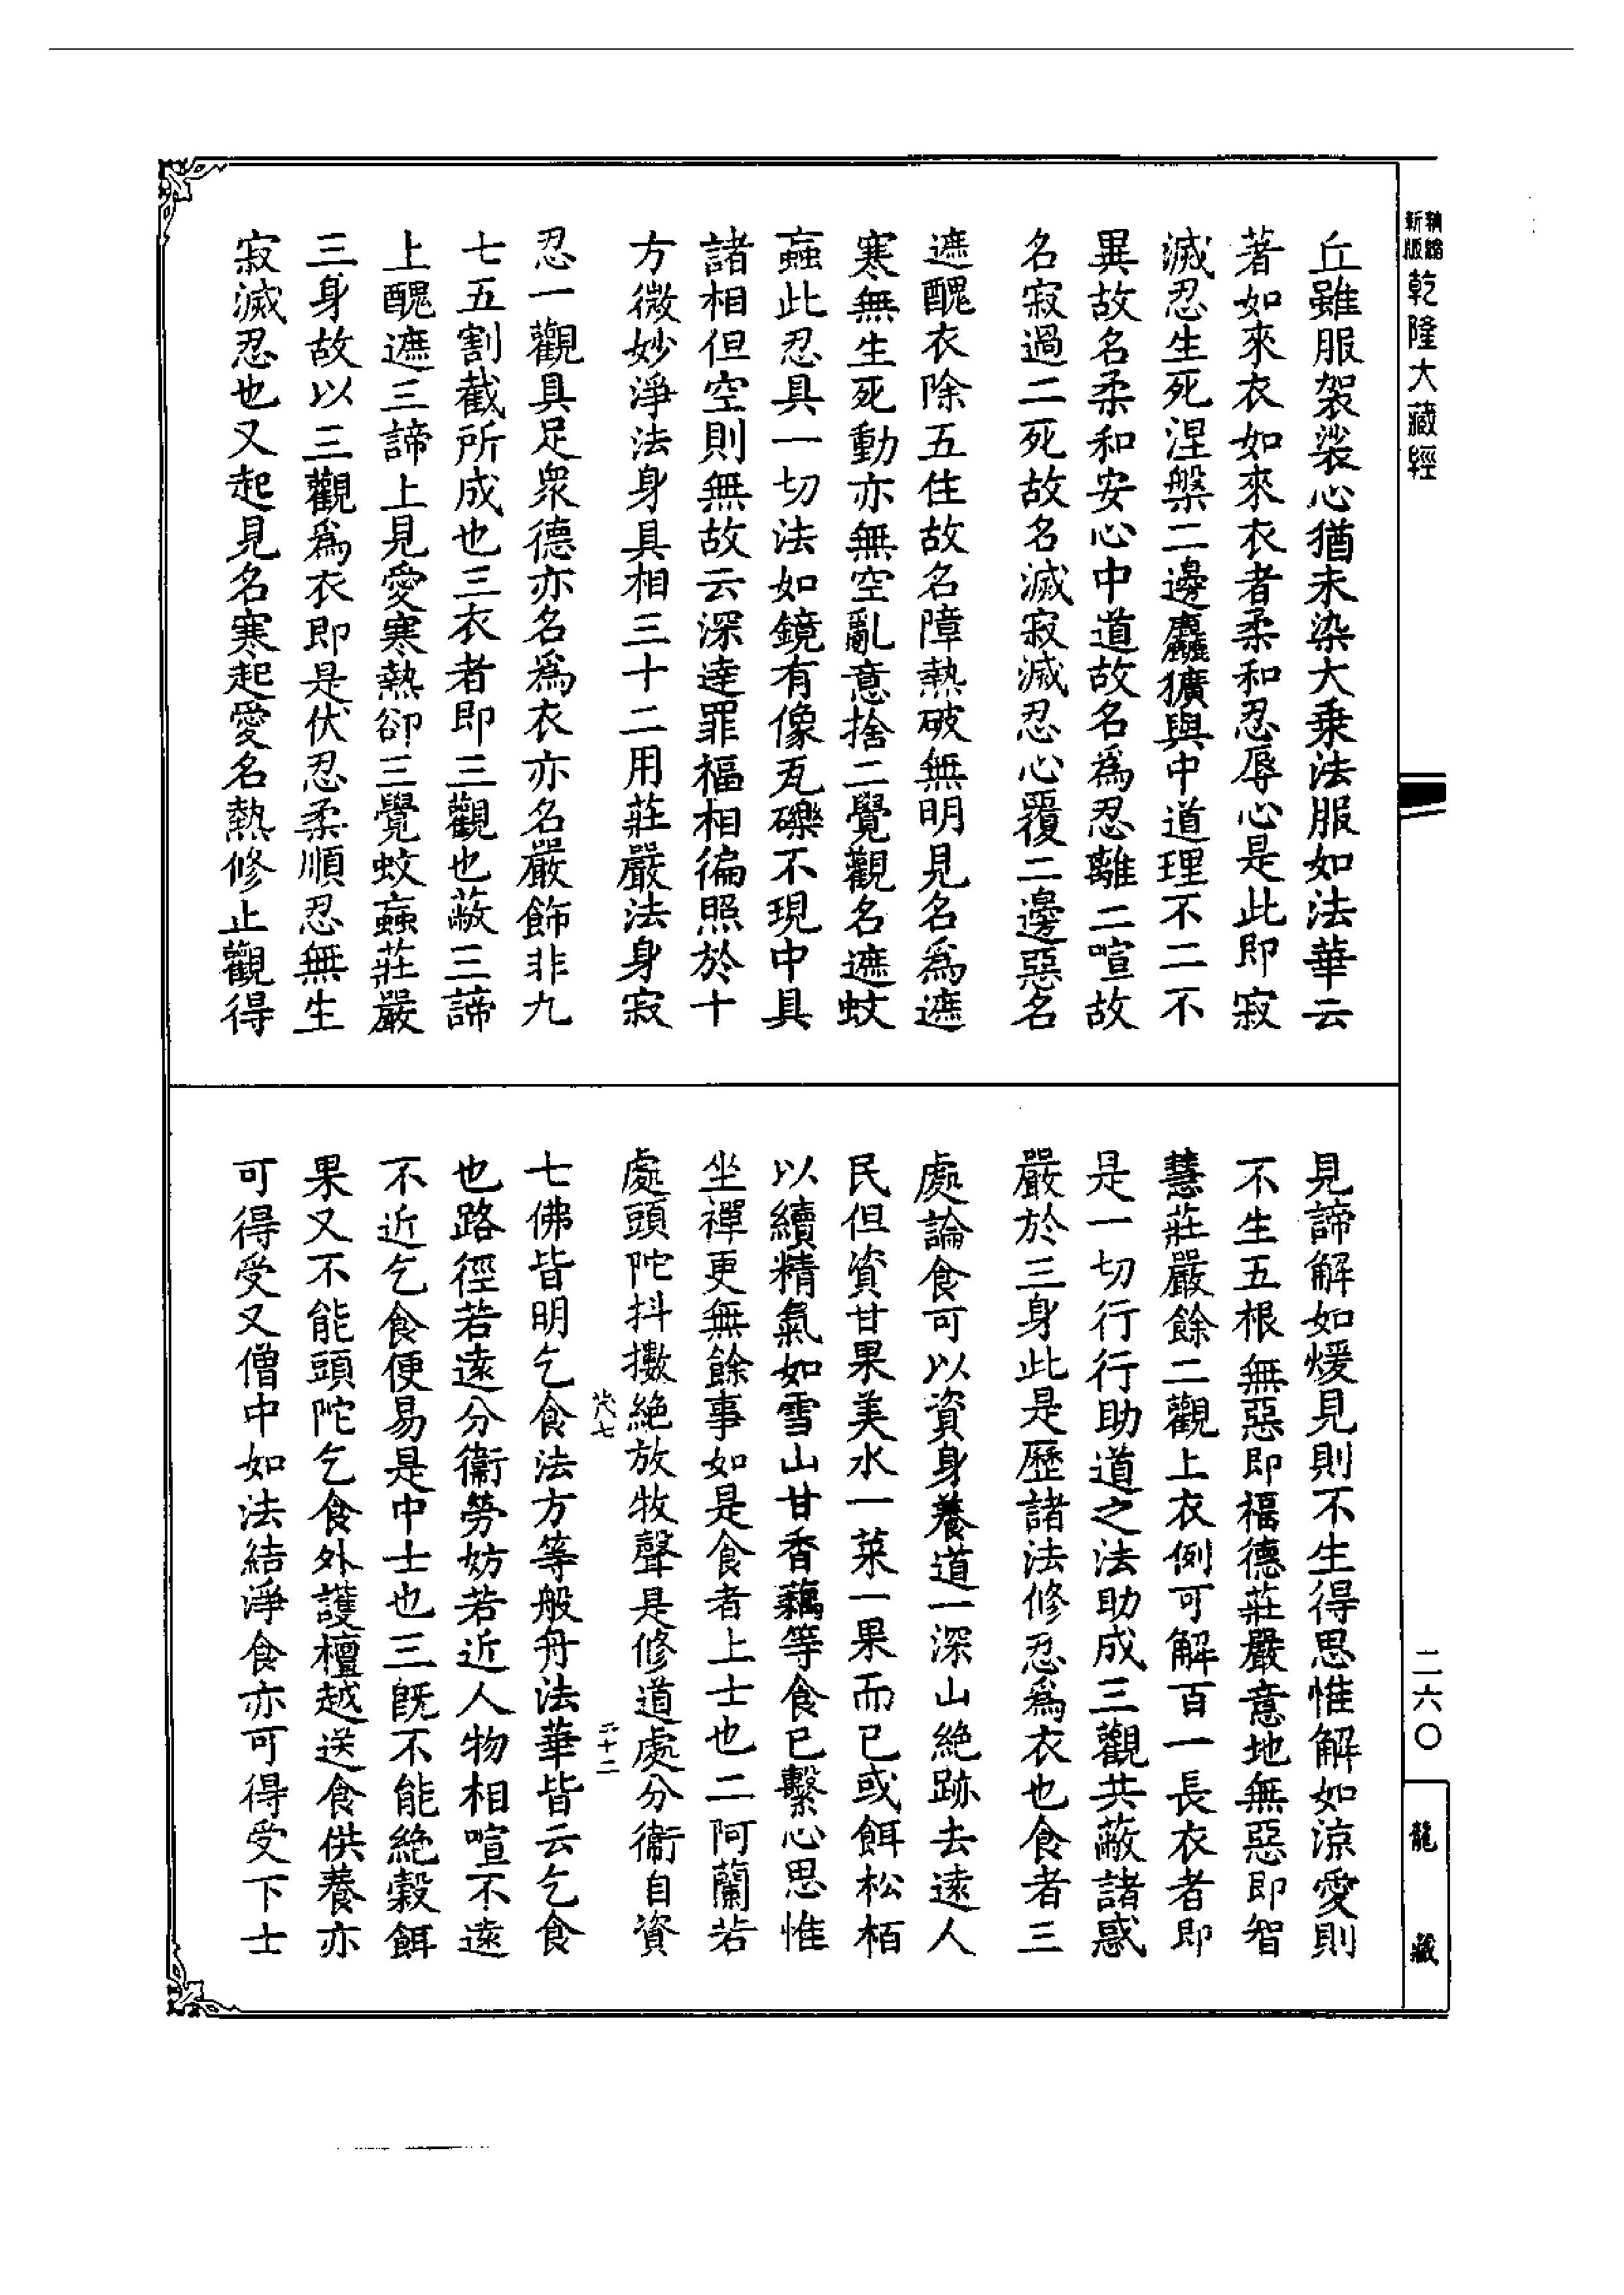 精縮新版
乾隆大藏經
丘雖服袈裟心猶未染大乗法服如法華云
著如來衣如來衣者柔和忍辱心是此即寂
滅忍生死涅槃二邊麤獷與中道理不二不
異故名柔和安心中道故名爲忍離二喧故
名寂過二死故名滅寂滅忍心覆二邊惡名
遮醜衣除五住故名障熱破無明見名爲遮
寒無生死動亦無空亂意捨二覺觀名遮蚊
蝱此忍具一切法如鏡有像瓦礫不現中具
諸相但空則無故云深達罪福相徧照於十
方微妙淨法身具相三十二用莊嚴法身寂
忍一觀具足衆德亦名爲衣亦名嚴飾非九
七五割截所成也三衣者即三觀也蔽三諦
上醜遮三諦上見愛寒熱卻三覺蚊蝱莊嚴
三身故以三觀爲衣即是伏忍柔順忍無生
寂滅忍也又起見名寒起愛名熱修止觀得
見諦解如煖見則不生得思惟解如涼愛則
不生五根無惡即福德莊嚴意地無惡即智
慧莊嚴餘二觀上衣例可解百一長衣者即
是一切行行助道之法助成三觀共蔽諸惑
嚴於三身此是歷諸法修忍爲衣也食者三
處論食可以資身養道一深山絶跡去遠人
民但資甘果美水一菜一果而已或餌松栢
以續精氣如雪山甘香藕等食已繫心思惟
坐禪更無餘事如是食者上士也二阿蘭若
處頭陀抖擻絶放牧聲是修道處分衞自資
七佛皆明乞食法方等般舟法華皆云乞食
也路徑若遠分衞勞妨若近人物相喧不遠
不近乞食便易是中士也三既不能絶穀餌
果又不能頭陀乞食外護檀越送食供養亦
可得受又僧中如法結淨食亦可得受下士
二六〇
龍藏